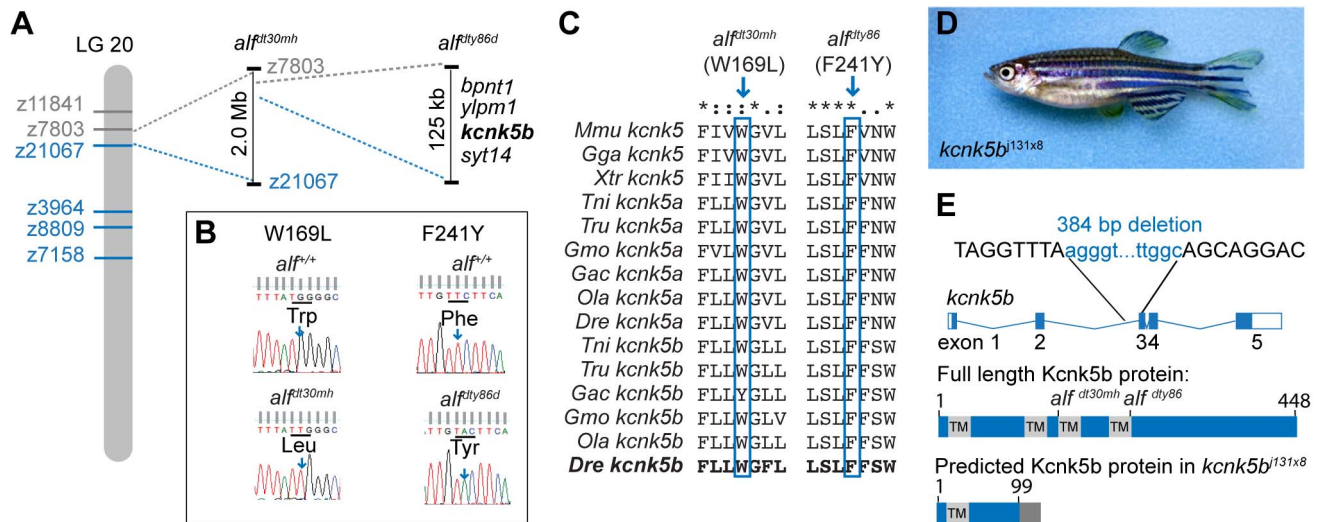 A
LG 20
z11841
z7803
z21067
z3964
z8809
z7158
alf^dt30mh
z7803
2.0 Mb
z21067
alf^dty86d
125 kb
bpnt1
ylpm1
kcnk5b
syt14
B
W169L
F241Y
alf^+/+
alf^+/+
TTTATGGGGC
TTGTTCTTCA
Trp
Phe
alf^dt30mh
alf^dty86d
TTTATTGGGC
TTGTACTTCA
Leu
Tyr
C
alf^dt30mh
alf^dty86
(W169L)
(F241Y)
*:::*.: ****..*
Mmu kcnk5 FIVWGVL LSLFVNW
Gga kcnk5 FIVWGVL LSLFVNW
Xtr kcnk5 FIIWGVL LSLFVNW
Tni kcnk5a FLLWGVL LSLFFNW
Tru kcnk5a FLLWGVL LSLFFNW
Gmo kcnk5a FVLWGVL LSLFFNW
Gac kcnk5a FLLWGVL LSLFFNW
Ola kcnk5a FLLWGVL LSLFFNW
Dre kcnk5a FLLWGVL LSLFFNW
Tni kcnk5b FLLWGLL LSLFFSW
Tru kcnk5b FLLWGLL LSLFFSW
Gac kcnk5b FLLYGLL LSLFFSW
Gmo kcnk5b FLLWGLV LSLFFSW
Ola kcnk5b FLLWGLL LSLFFSW
Dre kcnk5b FLLWGFL LSLFFSW
D
kcnk5b^j131x8
E
384 bp deletion
TAGGTTTAagggt...ttggcAGCAGGAC
kcnk5b
exon 1 2 34 5
Full length Kcnk5b protein:
1 alf^dt30mh alf^dty86 448
TM TM TM TM
Predicted Kcnk5b protein in kcnk5b^j131x8
1 99
TM